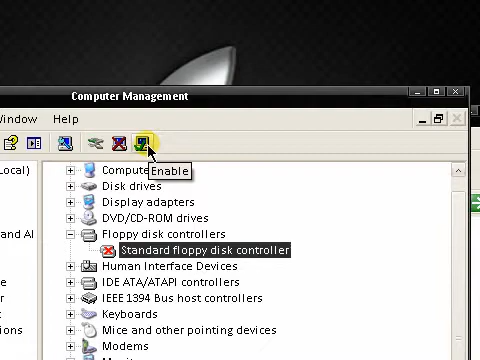 Computer Management
Window Help
Local)
Enable
Compute
Disk drives
Display adapters
DVD/CD-ROM drives
and Al
Floppy disk controllers
Standard floppy disk controller
Human Interface Devices
IDE ATA/ATAPI controllers
IEEE 1394 Bus host controllers
Keyboards
ions
Mice and other pointing devices
Modems